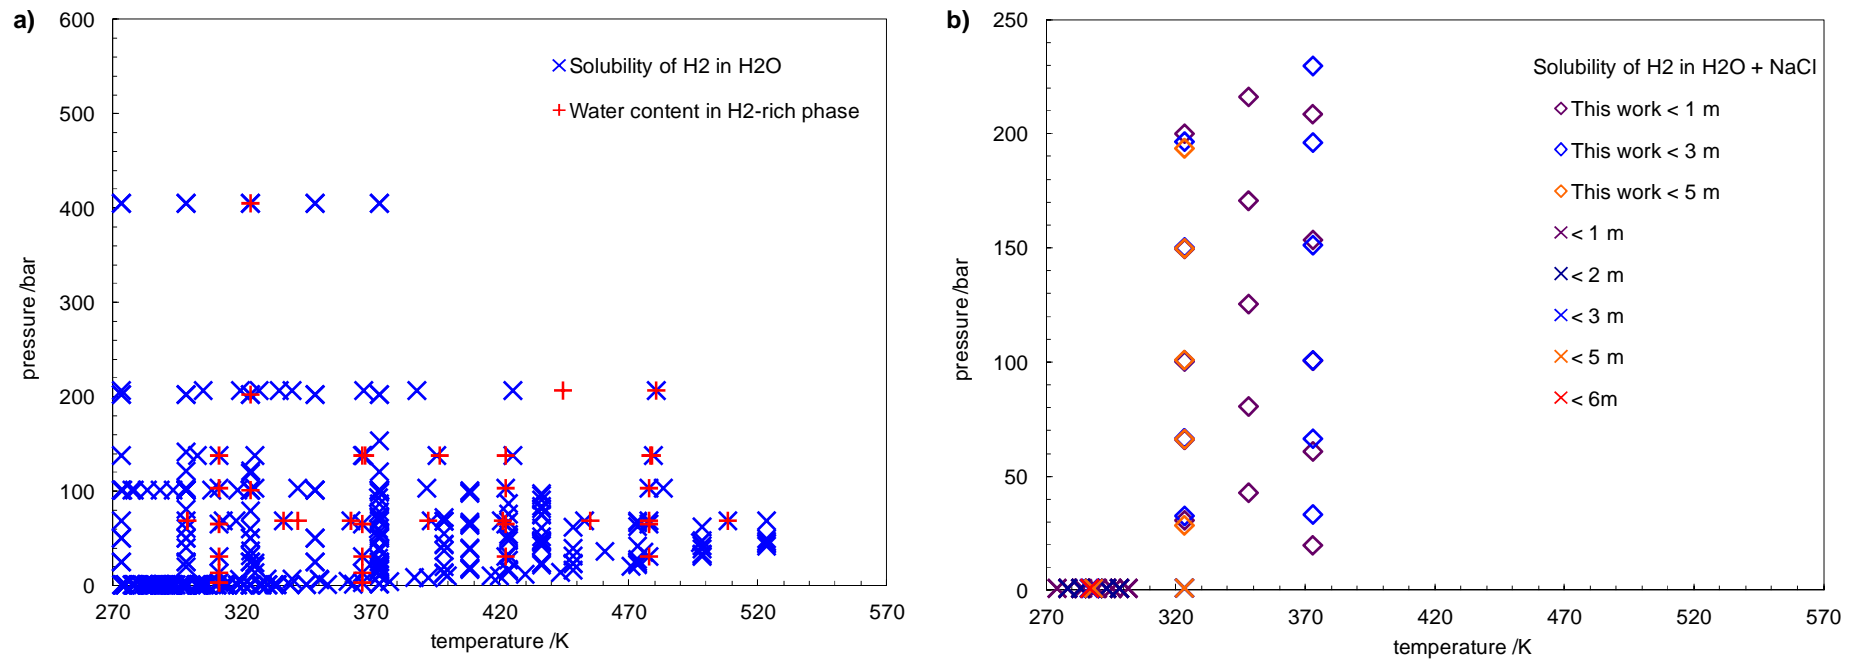 a)
600
500
400
300
200
100
0
270
320
370
420
470
520
570
pressure /bar
temperature /K
Solubility of H2 in H2O
Water content in H2-rich phase
b)
250
200
150
100
50
0
270
320
370
420
470
520
570
pressure /bar
temperature /K
Solubility of H2 in H2O + NaCl
This work < 1 m
This work < 3 m
This work < 5 m
< 1 m
< 2 m
< 3 m
< 5 m
< 6m